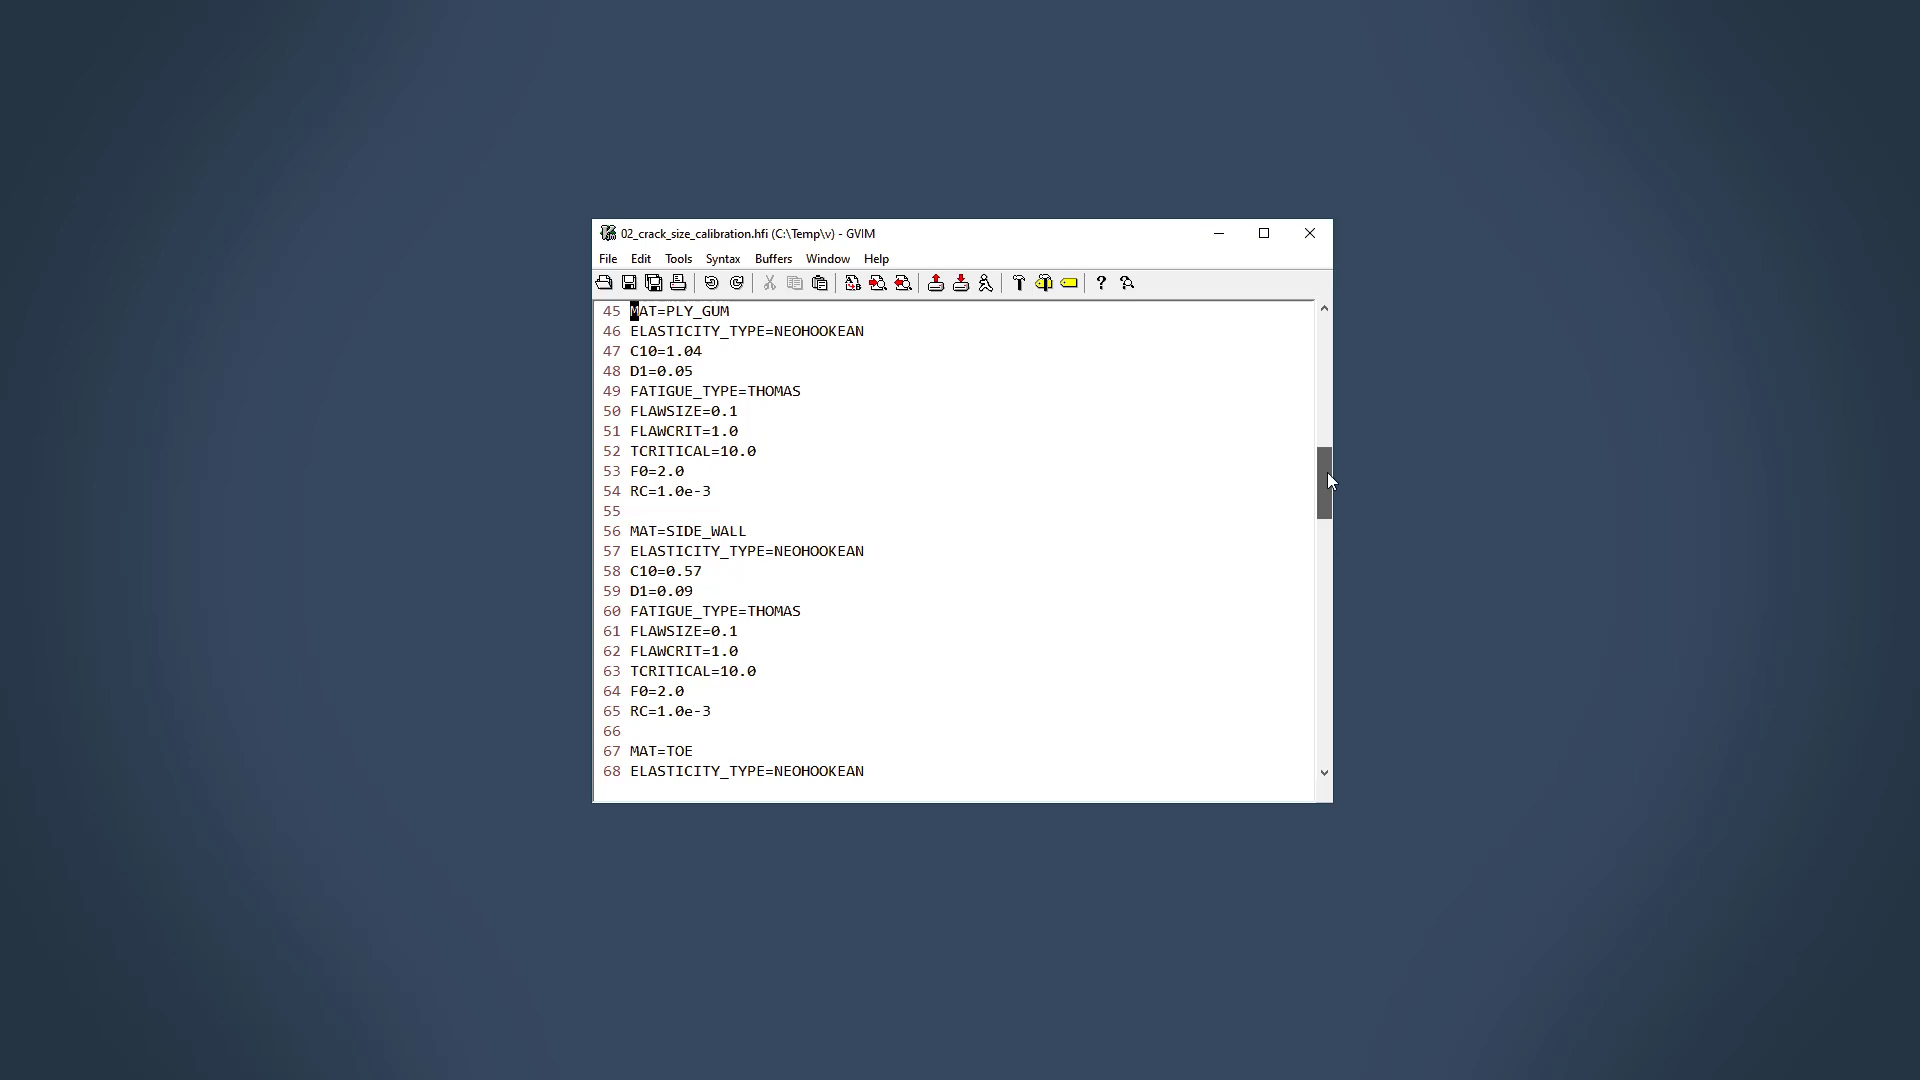 02_crack_size_calibration.hfi (C:\Temp\v) - GVIM
File Edit Tools Syntax Buffers Window Help
45 MAT=PLY_GUM
46 ELASTICITY_TYPE=NEOHOOKEAN
47 C10=1.04
48 D1=0.05
49 FATIGUE_TYPE=THOMAS
50 FLAWSIZE=0.1
51 FLAWCRIT=1.0
52 TCRITICAL=10.0
53 F0=2.0
54 RC=1.0e-3
55
56 MAT=SIDE_WALL
57 ELASTICITY_TYPE=NEOHOOKEAN
58 C10=0.57
59 D1=0.09
60 FATIGUE_TYPE=THOMAS
61 FLAWSIZE=0.1
62 FLAWCRIT=1.0
63 TCRITICAL=10.0
64 F0=2.0
65 RC=1.0e-3
66
67 MAT=TOE
68 ELASTICITY_TYPE=NEOHOOKEAN